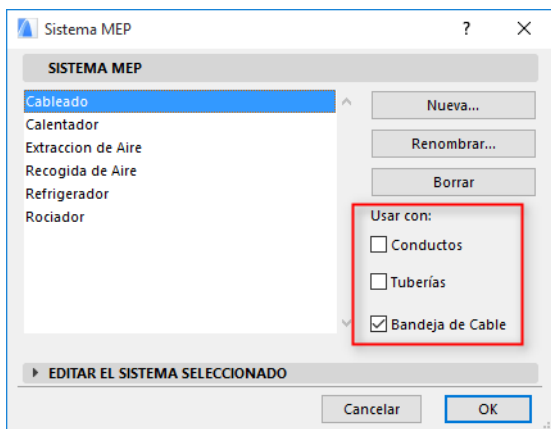 Sistema MEP
?
SISTEMA MEP
Cableado
Calentador
Extraccion de Aire
Recogida de Aire
Refrigerador
Rociador
Nueva...
Renombrar...
Borrar
Usar con:
Conductos
Tuberías
Bandeja de Cable
EDITAR EL SISTEMA SELECCIONADO
Cancelar
OK